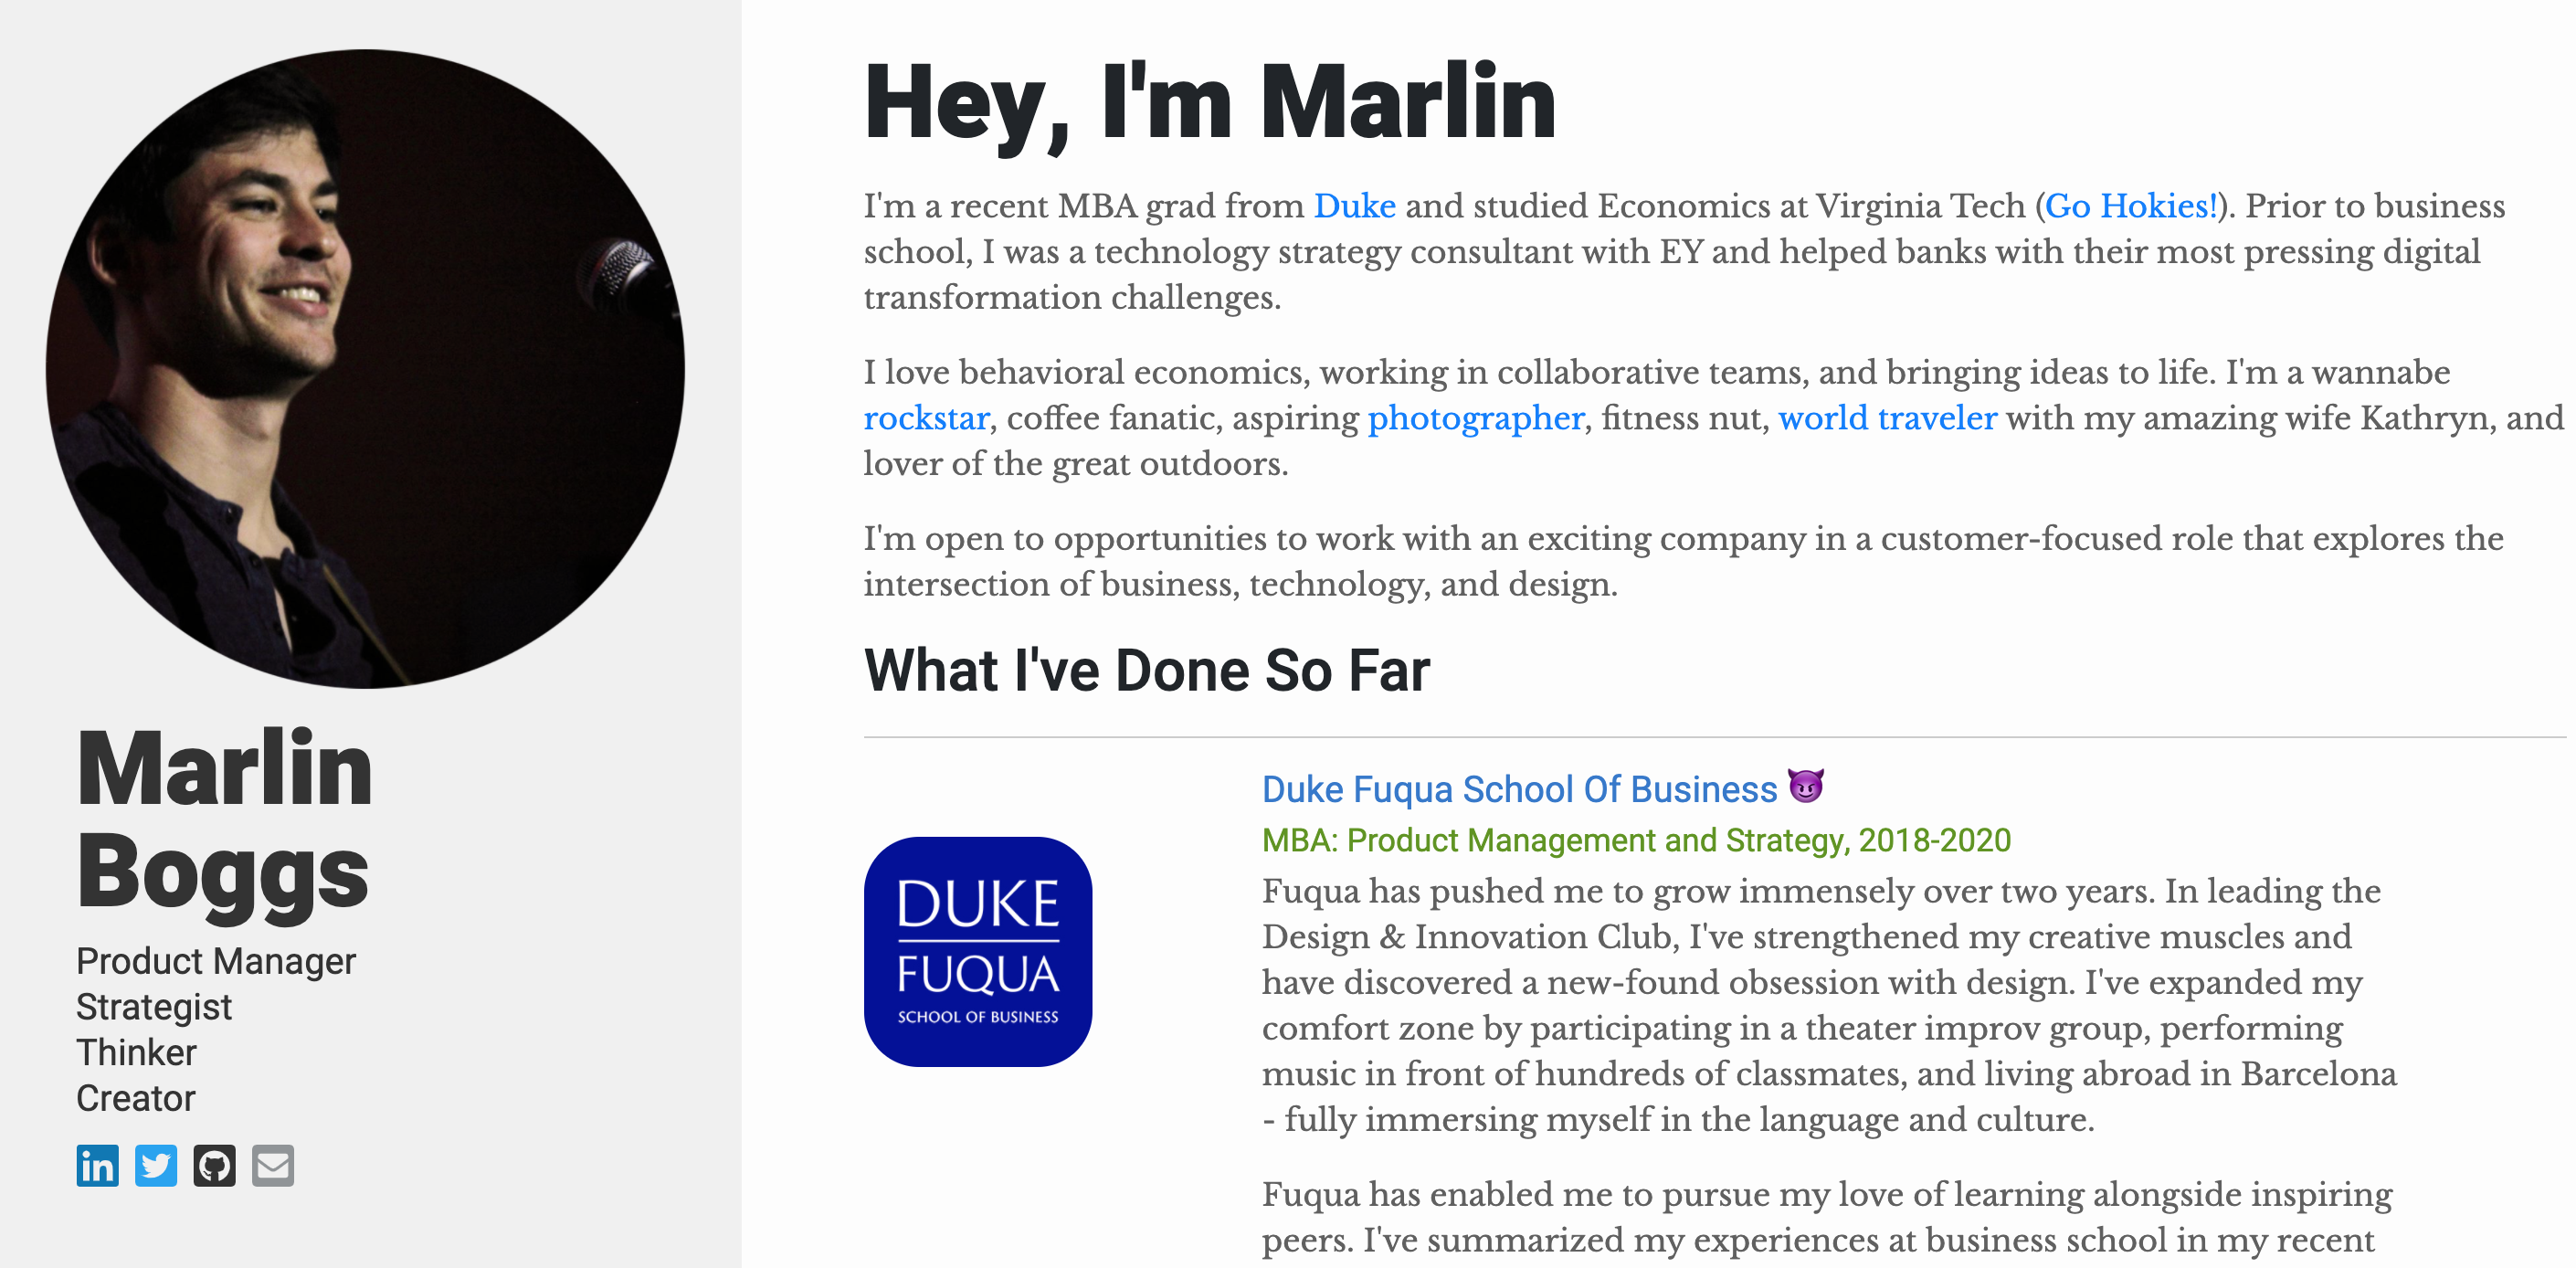 Marlin
Boggs
Product Manager
Strategist
Thinker
Creator
in
Hey, I'm Marlin
I'm a recent MBA grad from Duke and studied Economics at Virginia Tech (Go Hokies!). Prior to business
school, I was a technology strategy consultant with EY and helped banks with their most pressing digital
transformation challenges.
I love behavioral economics, working in collaborative teams, and bringing ideas to life. I'm a wannabe
rockstar, coffee fanatic, aspiring photographer, fitness nut, world traveler with my amazing wife Kathryn, and
lover of the great outdoors.
I'm open to opportunities to work with an exciting company in a customer-focused role that explores the
intersection of business, technology, and design.
What I've Done So Far
DUKE
FUQUA
SCHOOL OF BUSINESS
Duke Fuqua School Of Business 😈
MBA: Product Management and Strategy, 2018-2020
Fuqua has pushed me to grow immensely over two years. In leading the
Design & Innovation Club, I've strengthened my creative muscles and
have discovered a new-found obsession with design. I've expanded my
comfort zone by participating in a theater improv group, performing
music in front of hundreds of classmates, and living abroad in Barcelona
- fully immersing myself in the language and culture.
Fuqua has enabled me to pursue my love of learning alongside inspiring
peers. I've summarized my experiences at business school in my recent